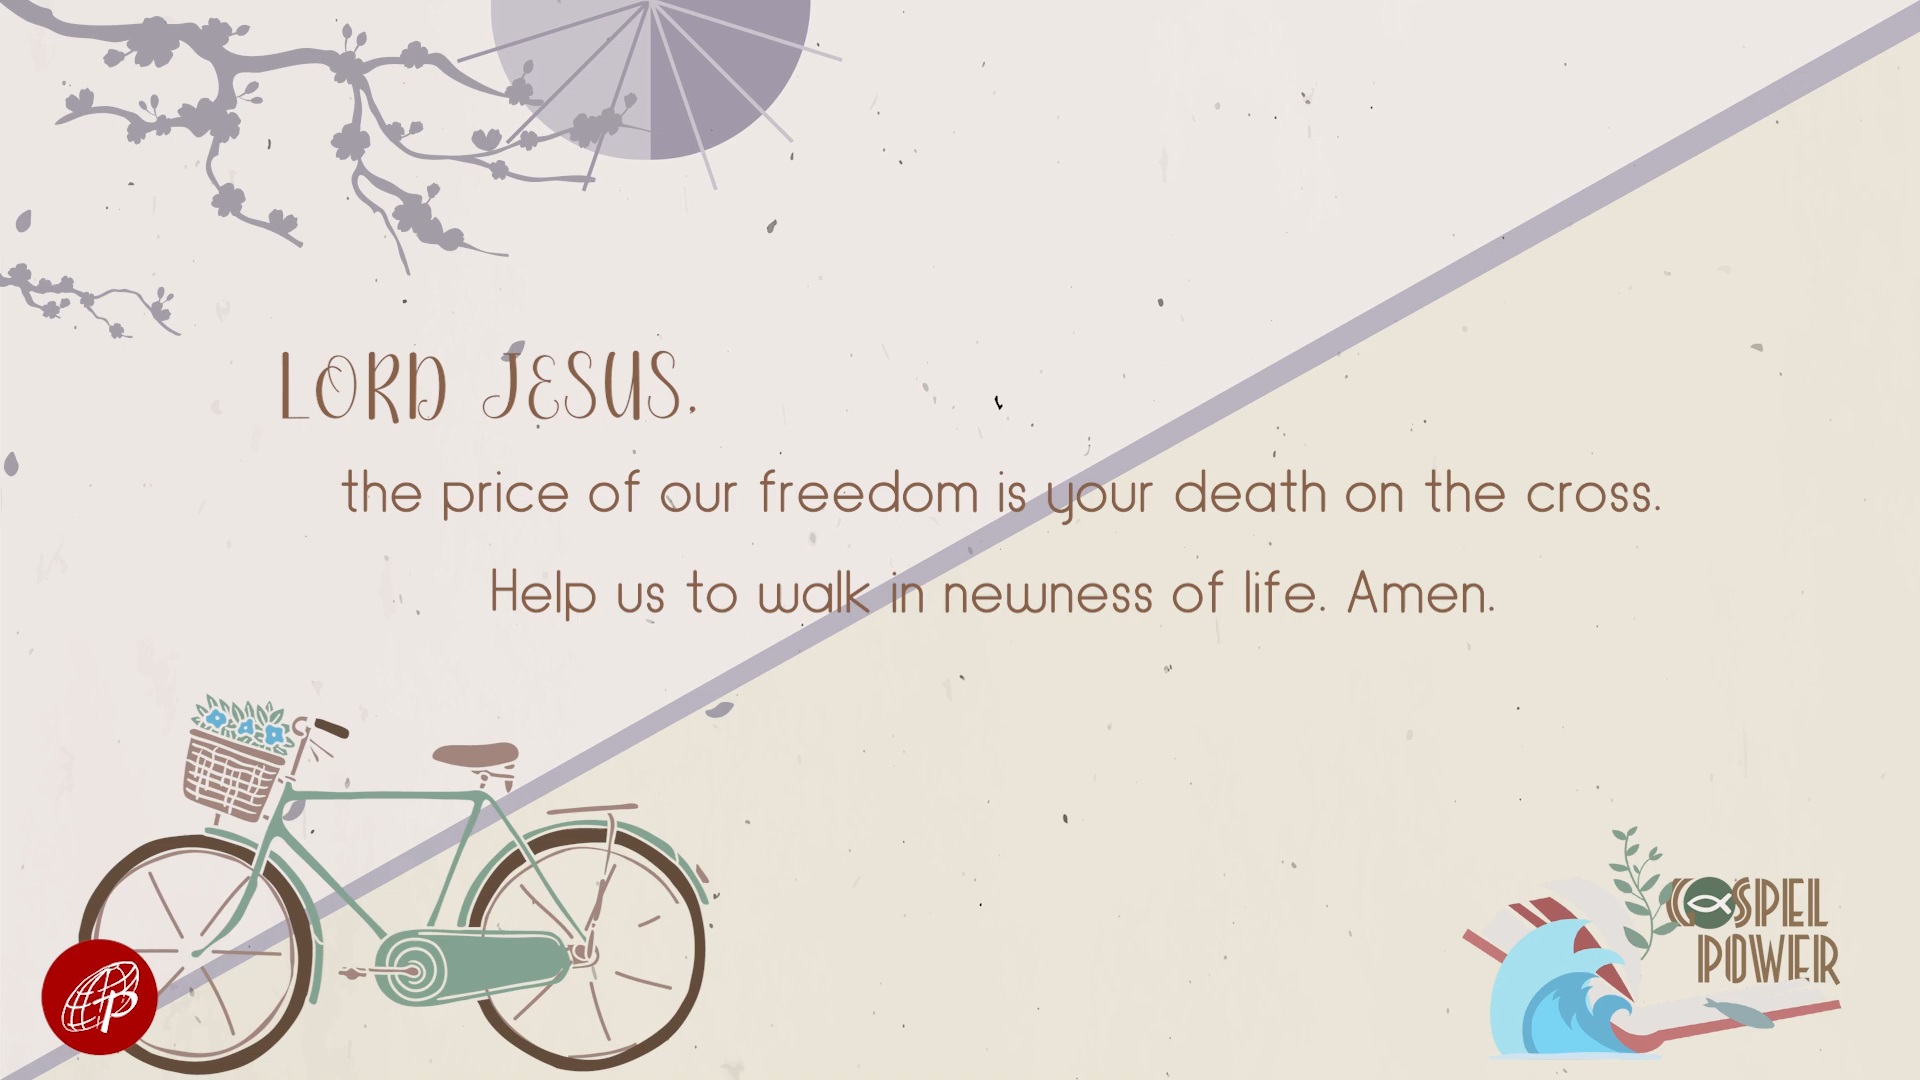 LORD JESUS,
the price of our freedom is your death on the cross.
Help us to walk in newness of life. Amen.
GOSPEL
POWER